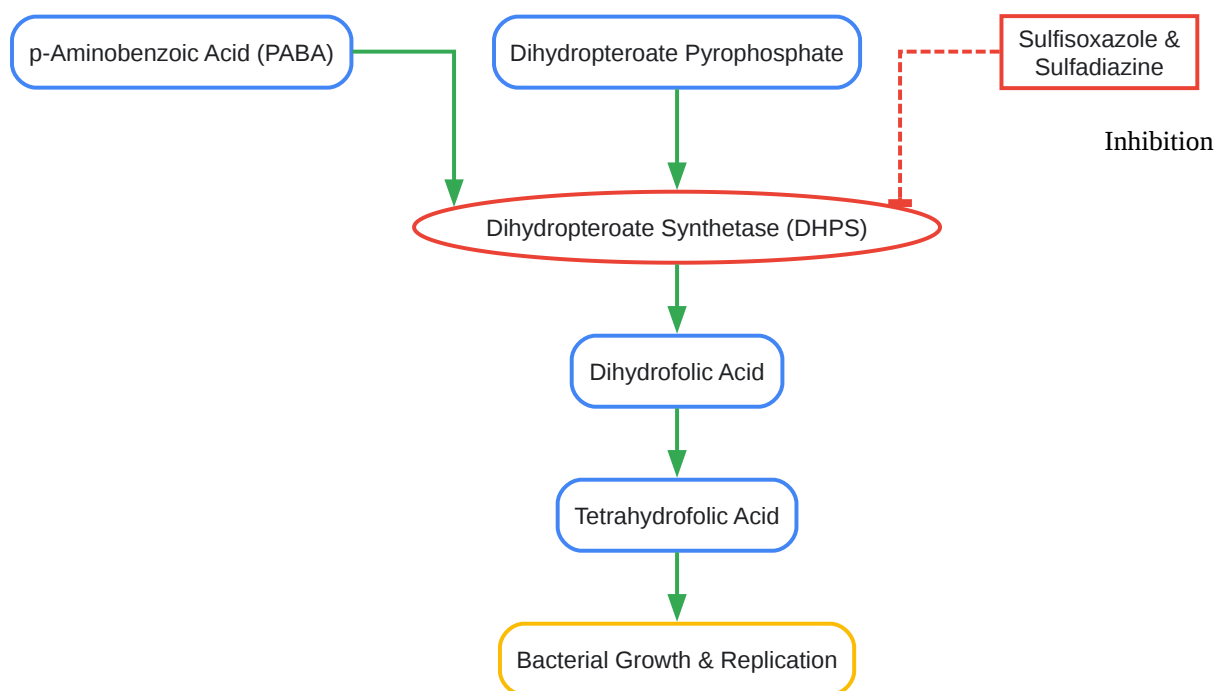 p-Aminobenzoic Acid (PABA)
Dihydropteroate Pyrophosphate
Sulfisoxazole &
Sulfadiazine
Inhibition
Dihydropteroate Synthetase (DHPS)
Dihydrofolic Acid
Tetrahydrofolic Acid
Bacterial Growth & Replication